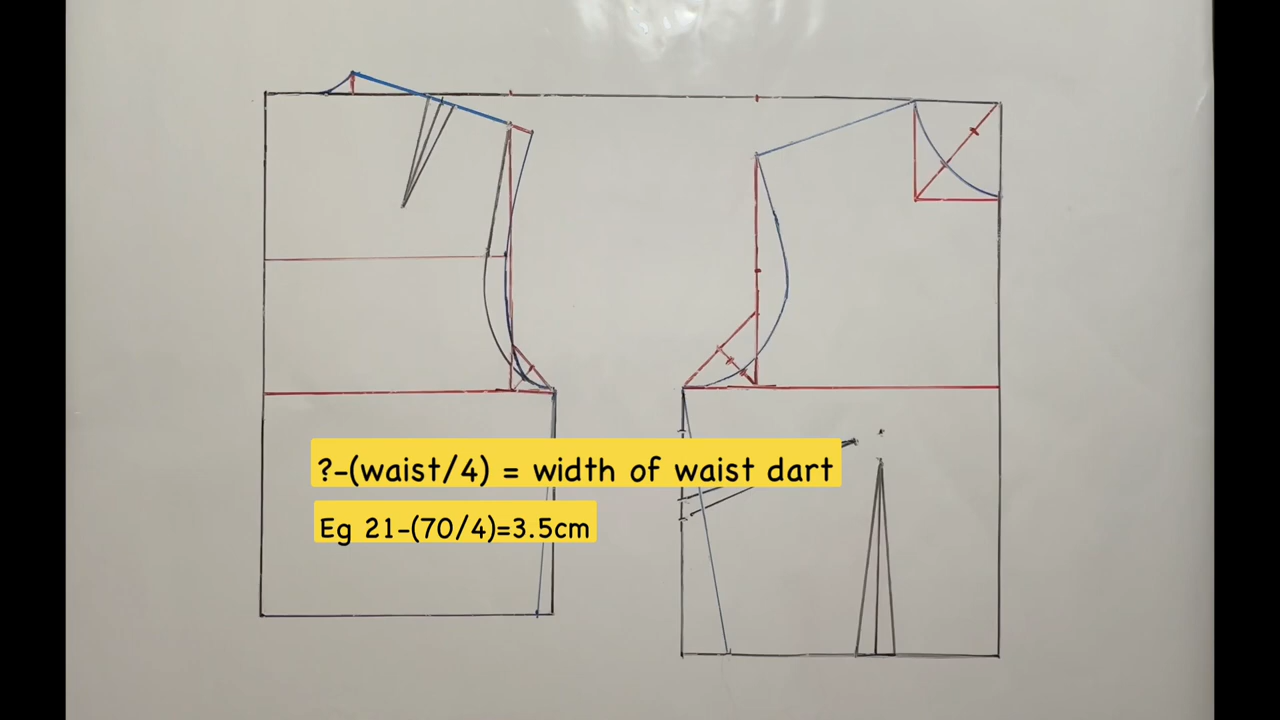 ?-(waist/4) = width of waist dart
Eg 21-(70/4)=3.5cm